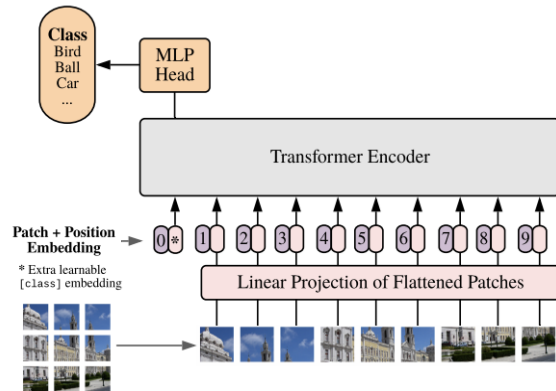 Class
Bird
Ball
Car
...
MLP
Head
Transformer Encoder
Patch + Position
Embedding
0 * 1 2 3 4 5 6 7 8 9
* Extra learnable
[class] embedding
Linear Projection of Flattened Patches